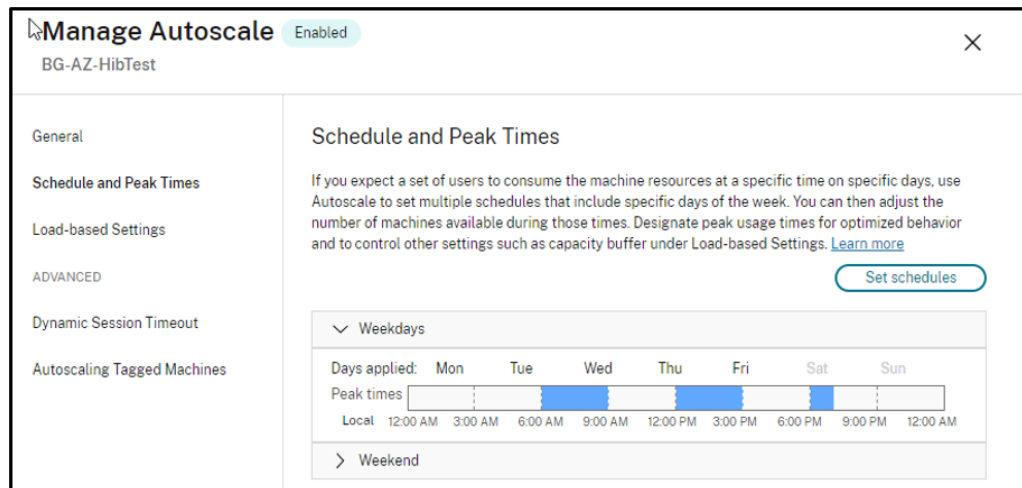 Manage Autoscale Enabled
BG-AZ-HibTest
General
Schedule and Peak Times
Load-based Settings
ADVANCED
Dynamic Session Timeout
Autoscaling Tagged Machines
Schedule and Peak Times
If you expect a set of users to consume the machine resources at a specific time on specific days, use
Autoscale to set multiple schedules that include specific days of the week. You can then adjust the
number of machines available during those times. Designate peak usage times for optimized behavior
and to control other settings such as capacity buffer under Load-based Settings. Learn more
Set schedules
Weekdays
Days applied: Mon Tue Wed Thu Fri Sat Sun
Peak times
Local 12:00 AM 3:00 AM 6:00 AM 9:00 AM 12:00 PM 3:00 PM 6:00 PM 9:00 PM 12:00 AM
Weekend